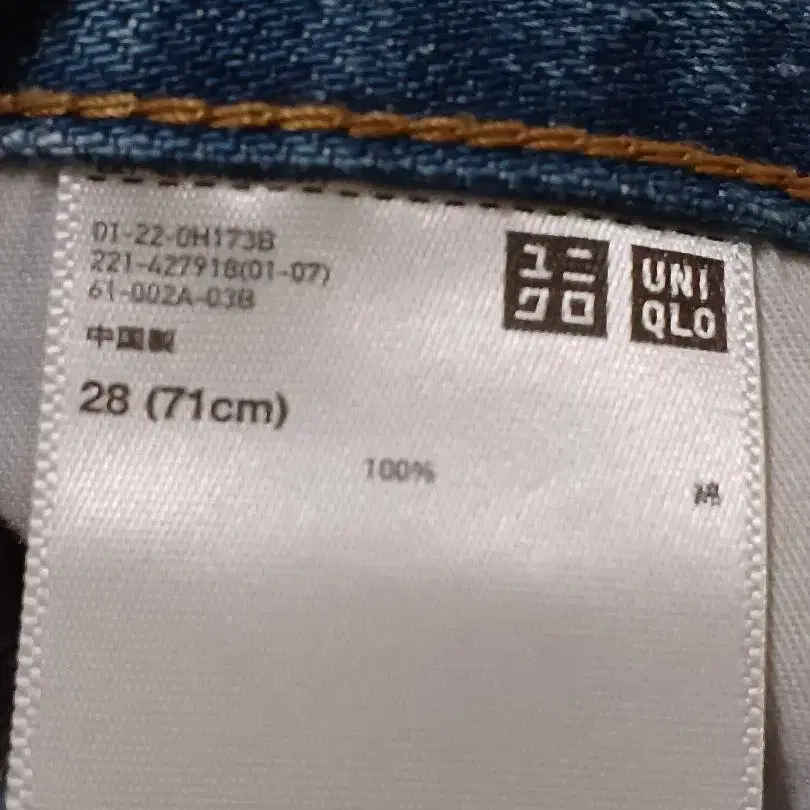 DI-22-0H173B
221-427918(01-07)
61-002A-03B
中国製
28 (71cm)
ユニ
クロ
UNI
QLO
100% 綿